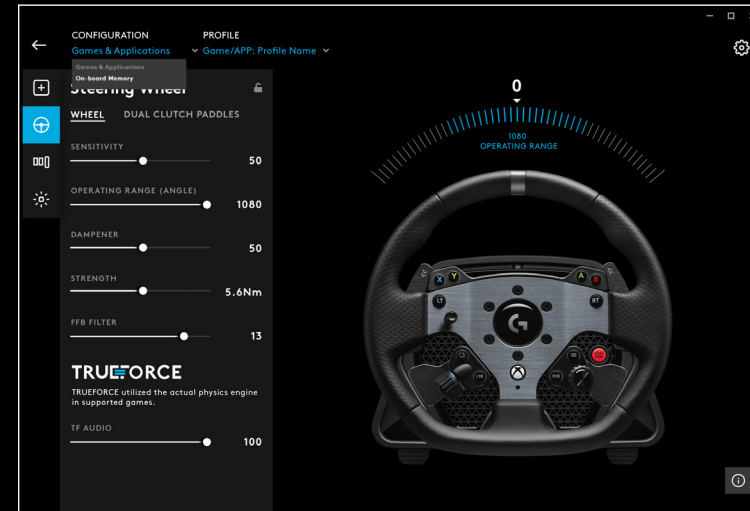 CONFIGURATION
PROFILE
Games & Applications
Game/APP: Profile Name
Games & Applications
On-board Memory
Steering Wheel
WHEEL
DUAL CLUTCH PADDLES
SENSITIVITY
50
OPERATING RANGE (ANGLE)
1080
DAMPENER
50
STRENGTH
5.6Nm
FFB FILTER
13
TRUEFORCE
TRUEFORCE utilized the actual physics engine
in supported games.
TF AUDIO
100
0
1080
OPERATING RANGE
X
Y
A
B
LT
RT
G
LSB
RSB